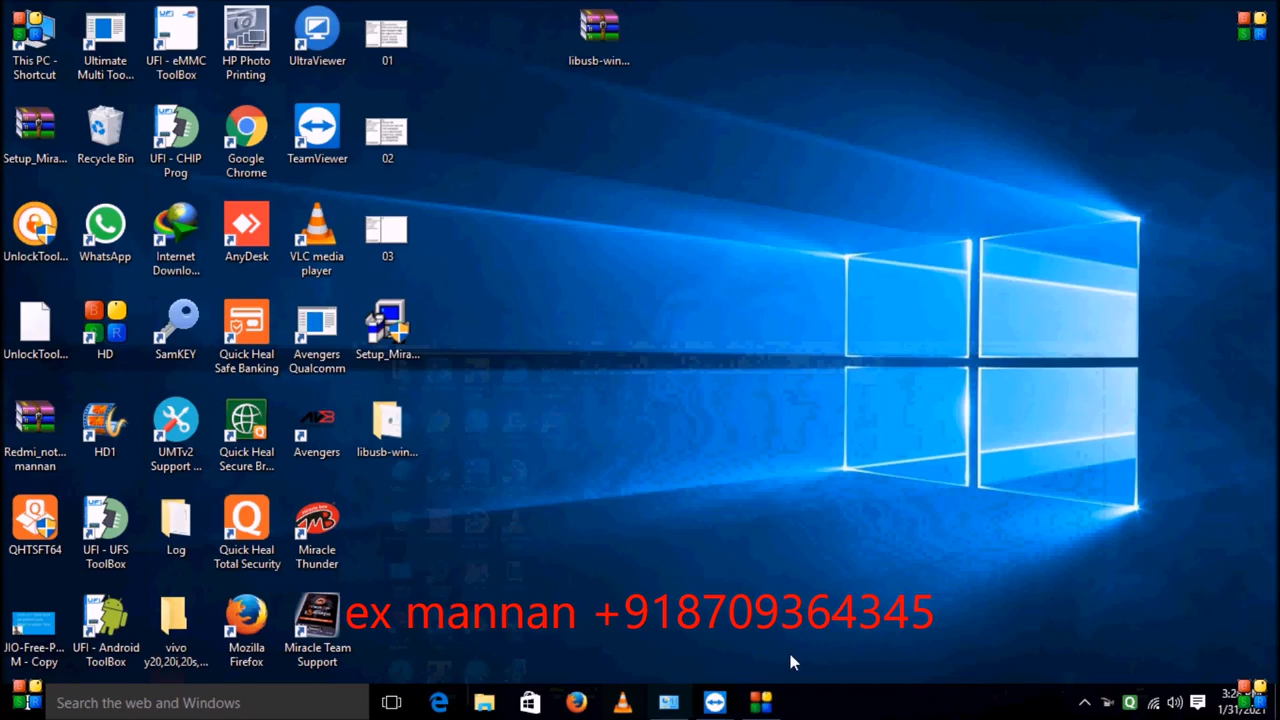 This PC -
Shortcut
Ultimate
Multi Too...
UFI - eMMC
ToolBox
HP Photo
Printing
UltraViewer
01
libusb-win...
Setup_Mira...
Recycle Bin
UFI - CHIP
Prog
Google
Chrome
TeamViewer
02
UnlockTool...
WhatsApp
Internet
Downlo...
AnyDesk
VLC media
player
03
UnlockTool...
HD
SamKEY
Quick Heal
Safe Banking
Avengers
Qualcomm
Setup_Mira...
Redmi_not...
mannan
HD1
UMTv2
Support ...
Quick Heal
Secure Br...
Avengers
libusb-win...
QHTSFT64
UFI - UFS
ToolBox
Log
Quick Heal
Total Security
Miracle
Thunder
JIO-Free-P...
M - Copy
UFI - Android
ToolBox
vivo
y20,20i,20s,...
Mozilla
Firefox
Miracle Team
Support
ex mannan +918709364345
Search the web and Windows